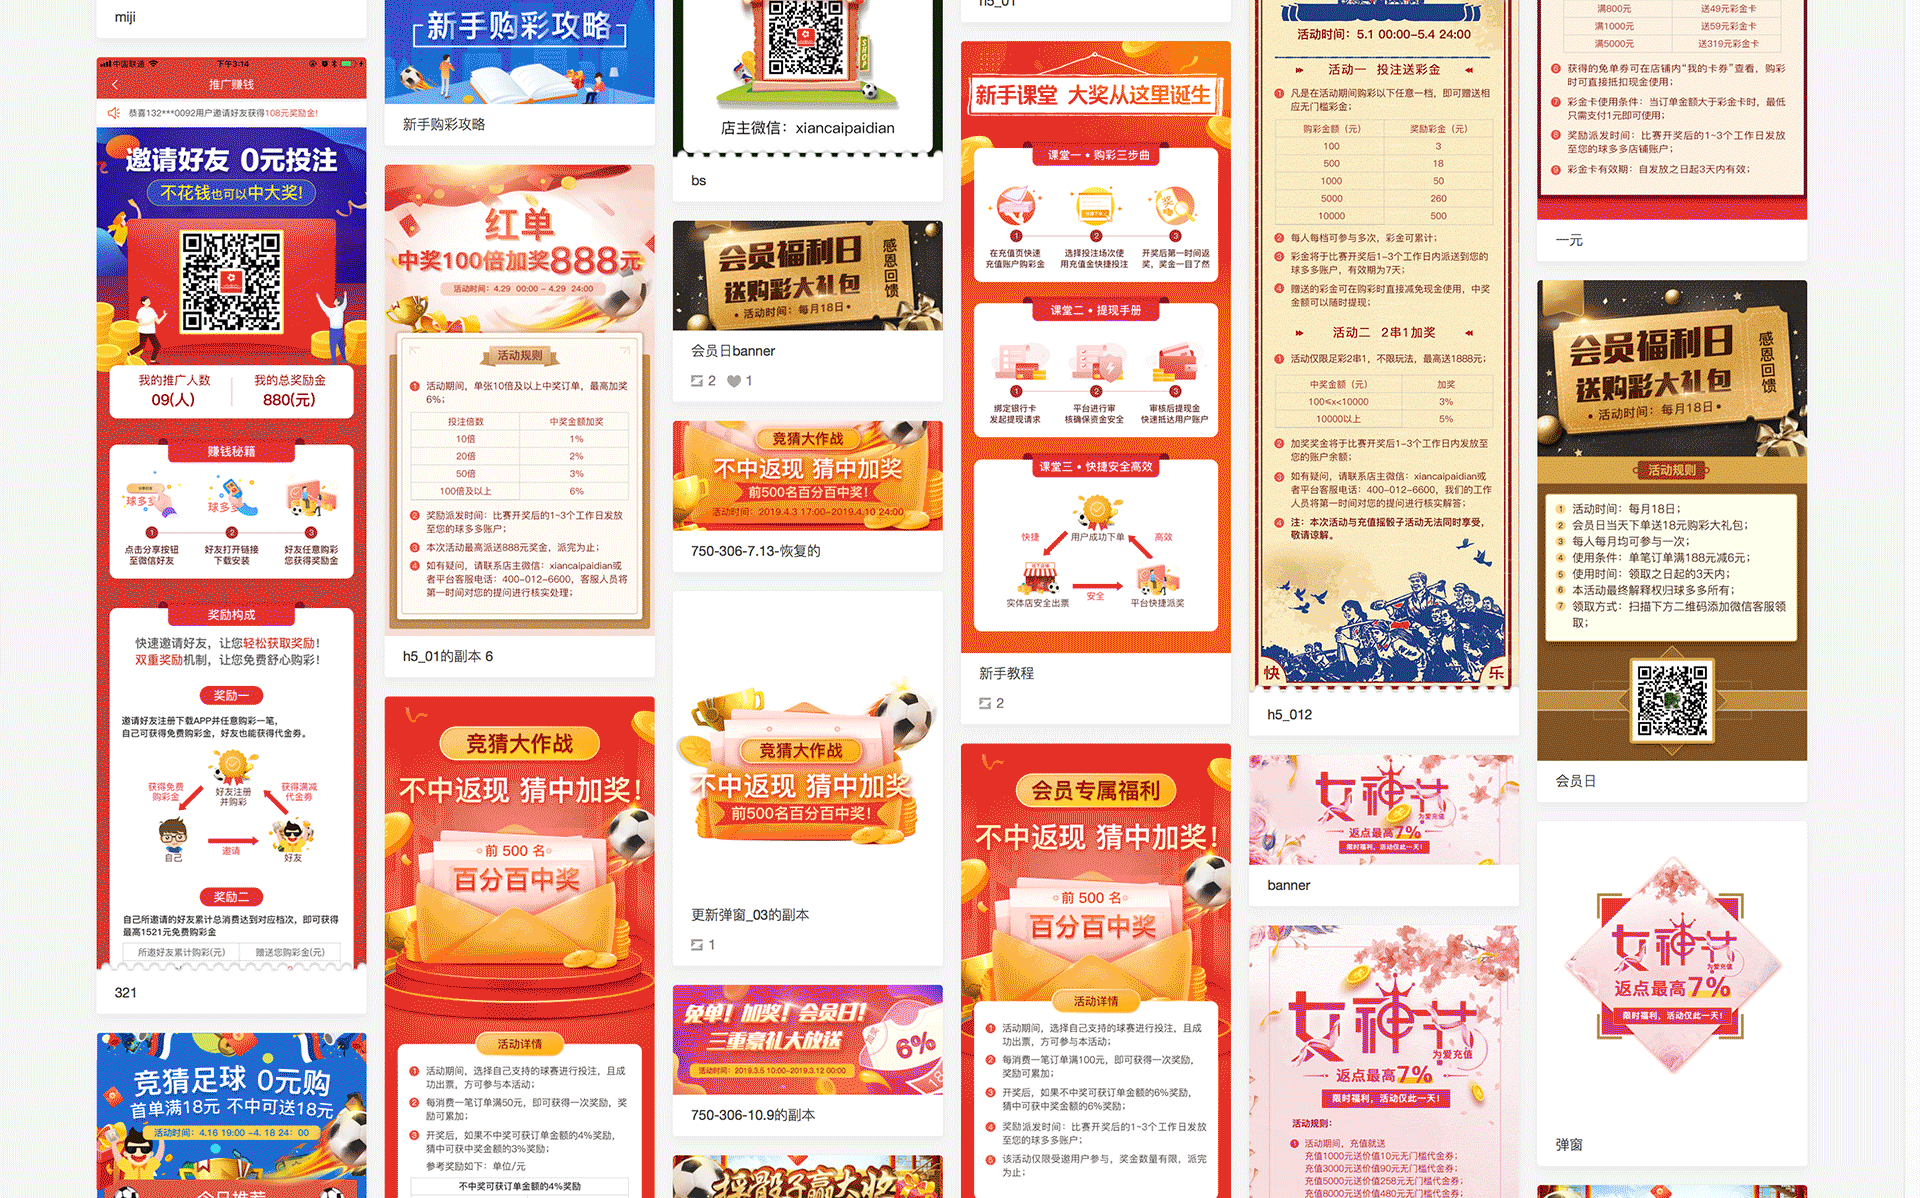 miji
中国联通
下午3:14
推广赚钱
恭喜132***0092用户邀请好友获得108元奖励金!
邀请好友 0元投注
不花钱也可以中大奖!
我的推广人数
我的总奖励金
09(人)
880(元)
赚钱秘籍
1
2
3
点击分享按钮
至微信好友
好友打开链接
下载安装
好友任意购彩
您获得奖励金
奖励构成
快速邀请好友，让您轻松获取奖励!
双重奖励机制，让您免费舒心购彩!
奖励一
邀请好友注册下载APP并任意购彩一笔，
自己可获得免费购彩金，好友也能获得代金券。
获得免费
购彩金
好友注册
并购彩
获得满减
代金券
自己
邀请
好友
奖励二
自己所邀请的好友累计总消费达到对应档次，即可获得
最高1521元免费购彩金
所邀好友累计购彩(元)
赠送您购彩金(元)
321
竞猜足球 0元购
首单满18元 不中可送18元
活动时间：4.16 19:00 -4. 18 24：00
今日推荐
新手购彩攻略
新手购彩攻略
红单
中奖100倍加奖888元
活动时间：4.29 00:00 - 4.29 24:00
活动规则
1 活动期间，单张10倍及以上中奖订单，最高加奖
6%；
投注倍数 中奖金额加奖
10倍 1%
20倍 2%
50倍 3%
100倍及以上 6%
2 奖励派发时间：比赛开奖后的1~3个工作日发放
至您的球多多账户；
3 本次活动最高派送888元奖金，派完为止；
4 如有疑问，请联系店主微信：xiancaipaidian或
者平台客服电话：400-012-6600，客服人员将
第一时间对您的提问进行核实处理；
h5_01的副本 6
竞猜大作战
不中返现 猜中加奖!
前 500 名
百分百中奖
活动详情
1 活动期间，选择自己支持的球赛进行投注，且成
功出票，方可参与本活动；
2 每消费一笔订单满50元，即可获得一次奖励，奖
励可累加；
3 开奖后，如果不中奖可获订单金额的4%奖励，
猜中可获中奖金额的3%奖励；
参考奖励如下：单位/元
不中奖可获订单金额的4%奖励
SHOP
店主微信：xiancaipaidian
bs
会员福利日
送购彩大礼包
感恩回馈
•活动时间：每月18日•
会员日banner
2 1
竞猜大作战
不中返现 猜中加奖
前500名百分百中奖!
活动时间：2019.4.3 17:00-2019.4.10 24:00
750-306-7.13-恢复的
竞猜大作战
不中返现 猜中加奖!
前500名百分百中奖!
更新弹窗_03的副本
1
免单! 加奖! 会员日!
三重豪礼大放送
活动时间：2019.3.5 10:00-2019.3.12 00:00
6%
750-306-10.9的副本
摇骰子赢大奖
h5_01
新手课堂 大奖从这里诞生
课堂一 • 购彩三步曲
1
2
3
在充值页快速
充值账户购彩金
选择投注场次使
用充值金快捷投注
开奖后第一时间返
奖，奖金一目了然
课堂二 • 提现手册
1
2
3
绑定银行卡
发起提现请求
平台进行审
核确保资金安全
审核后提现金
快速抵达用户账户
课堂三 • 快捷安全高效
快捷
用户成功下单
高效
实体店安全出票
安全
平台快捷派奖
新手教程
2
会员专属福利
不中返现 猜中加奖!
前 500 名
百分百中奖
活动详情
1 活动期间，选择自己支持的球赛进行投注，且成
功出票，方可参与本活动；
2 每消费一笔订单满100元，即可获得一次奖励，
奖励可累加；
3 开奖后，如果不中奖可获订单金额的6%奖励，
猜中可获中奖金额的6%奖励；
4 奖励派发时间：比赛开奖后的1~3个工作日发放
至您的球多多账户；
5 该活动仅限受邀用户参与，奖金数量有限，派完
为止；
活动时间：5.1 00:00-5.4 24:00
活动一 投注送彩金
1 凡是在活动期间购彩以下任意一档，即可赠送相
应无门槛彩金；
购彩金额（元） 奖励彩金（元）
100 3
500 18
1000 50
5000 260
10000 500
2 每人每档可参与多次，彩金可累计；
3 彩金将于比赛开奖后1-3个工作日内派送到您的
球多多账户，有效期为7天；
4 赠送的彩金可在购彩时直接减免现金使用，中奖
金额可以随时提现；
活动二 2串1加奖
1 活动仅限足彩2串1，不限玩法，最高送1888元；
中奖金额（元） 加奖
100≤x<10000 3%
10000以上 5%
2 加奖奖金将于比赛开奖后1-3个工作日内发放至
您的账户余额；
3 如有疑问，请联系店主微信：xiancaipaidian或
者平台客服电话：400-012-6600，我们的工作
人员将第一时间对您的提问进行核实解答；
4 注：本次活动与充值摇骰子活动无法同时享受，
敬请谅解。
快
乐
h5_012
女神节
为爱充值
返点最高7%
限时福利，活动仅此一天!
banner
女神节
为爱充值
返点最高7%
限时福利，活动仅此一天!
活动规则：
1 活动期间，充值就送
充值1000元送价值10元无门槛代金券；
充值3000元送价值90元无门槛代金券；
充值5000元送价值258元无门槛代金券；
充值8000元送价值480元无门槛代金券；
满800元 送49元彩金卡
满1000元 送59元彩金卡
满5000元 送319元彩金卡
6 获得的免单券可在店铺内“我的卡券”查看，购彩
时可直接抵扣现金使用；
7 彩金卡使用条件：当订单金额大于彩金卡时，最低
只需支付1元即可使用；
8 奖励派发时间：比赛开奖后的1~3个工作日发放
至您的球多多店铺账户；
9 彩金卡有效期：自发放之日起3天内有效；
一元
会员福利日
送购彩大礼包
感恩回馈
•活动时间：每月18日•
活动规则
1 活动时间：每月18日；
2 会员日当天下单送18元购彩大礼包；
3 每人每月均可参与一次；
4 使用条件：单笔订单满188元减6元；
5 使用时间：领取之日起的3天内；
6 本活动最终解释权归球多多所有；
7 领取方式：扫描下方二维码添加微信客服领
取；
会员日
女神节
为爱充值
返点最高7%
限时福利，活动仅此一天!
弹窗